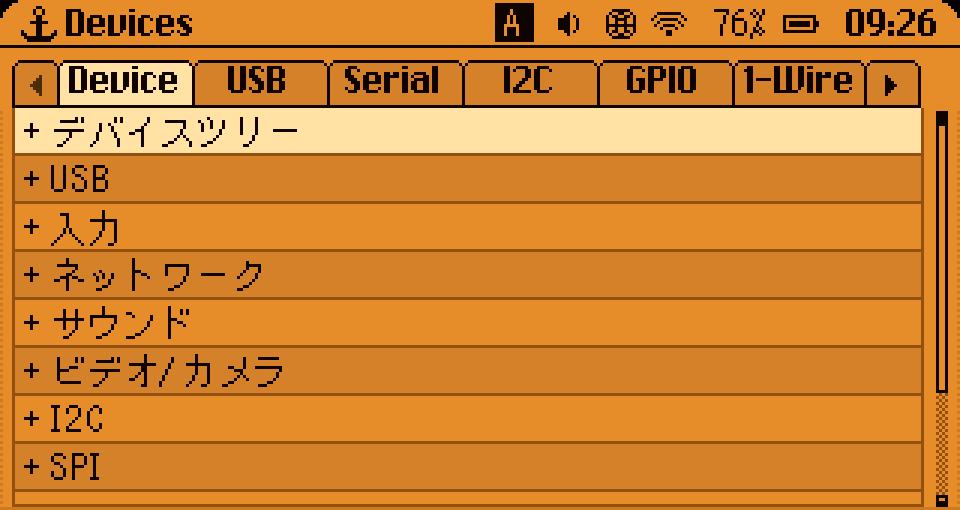 Devices A 76% 09:26
Device USB Serial I2C GPIO 1-Wire
+ デバイスツリー
+ USB
+ 入力
+ ネットワーク
+ サウンド
+ ビデオ/カメラ
+ I2C
+ SPI